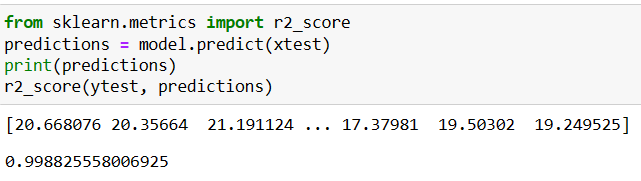 from sklearn.metrics import r2_score
predictions = model.predict(xtest)
print(predictions)
r2_score(ytest, predictions)
[20.668076 20.35664  21.191124 ... 17.37981  19.50302  19.249525]
0.998825558006925